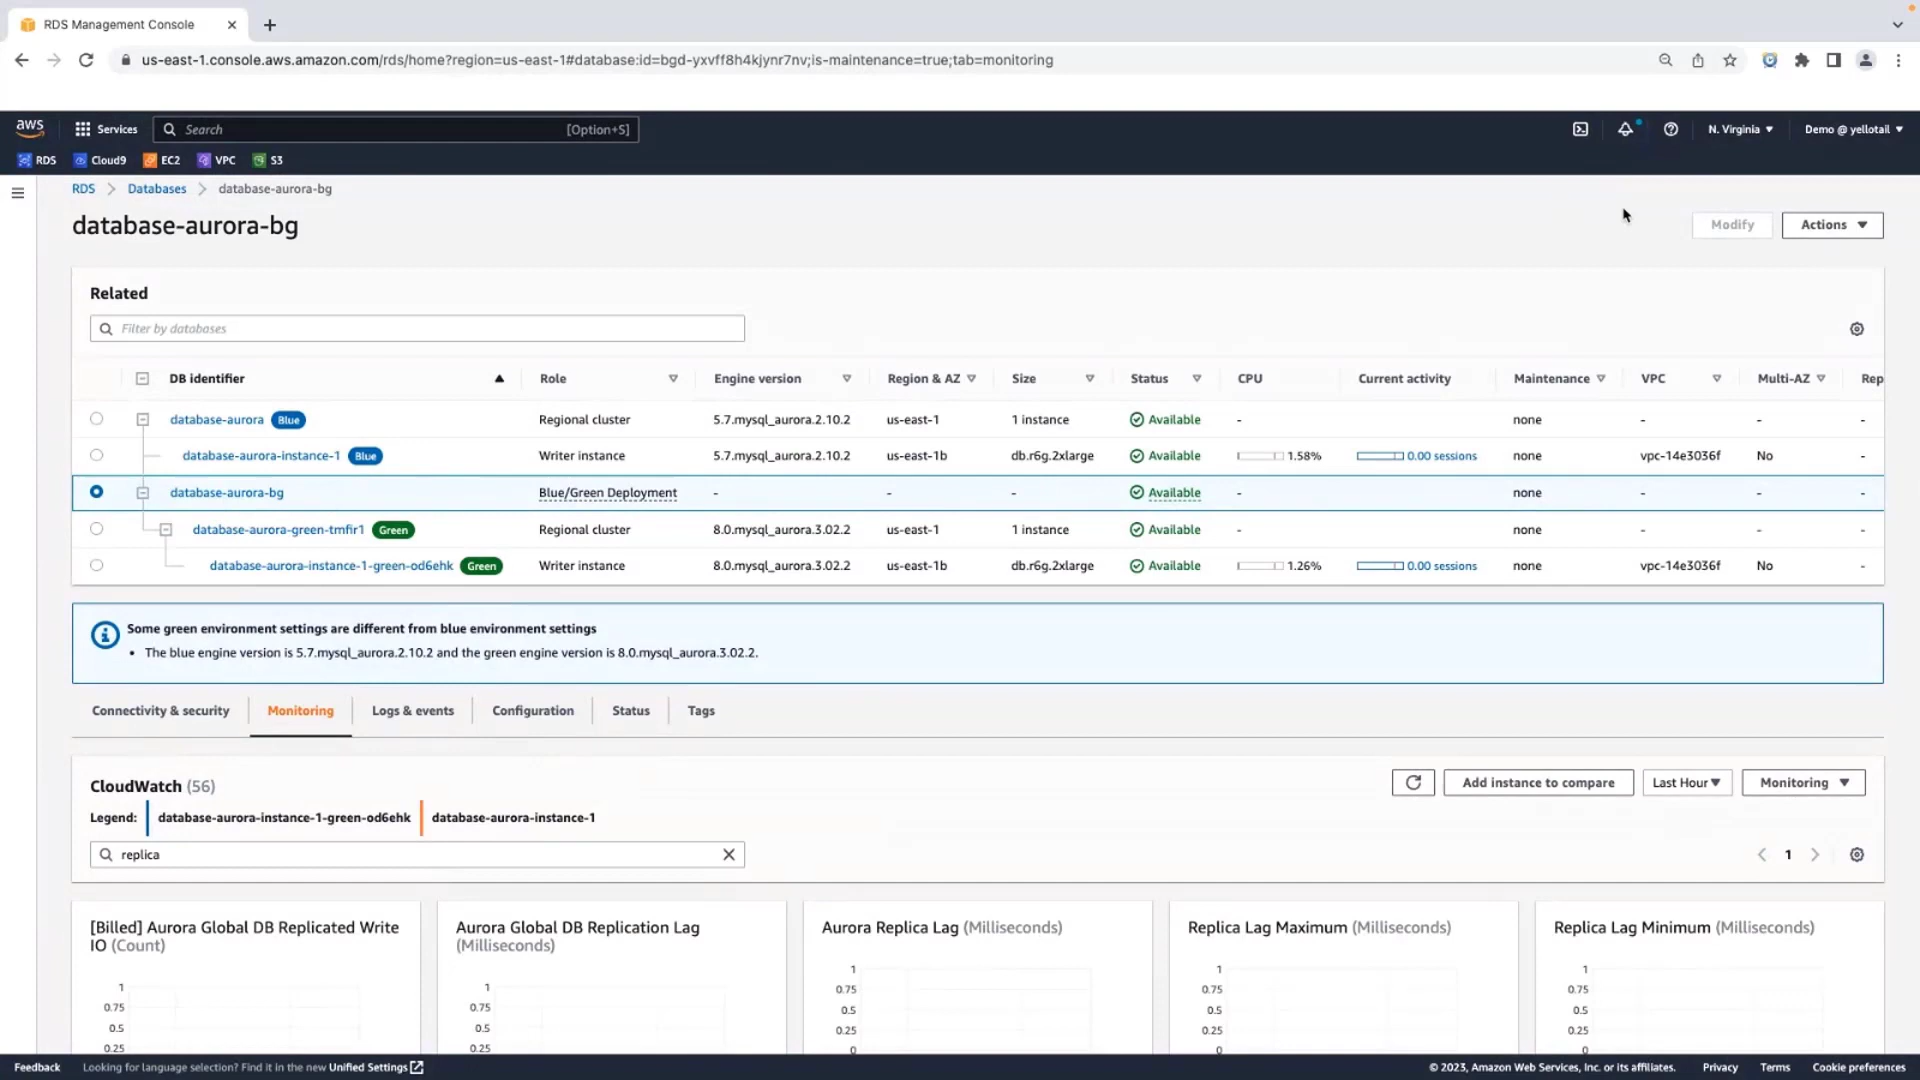 RDS Management Console
us-east-1.console.aws.amazon.com/rds/home?region=us-east-1#database:id=bgd-yxvff8h4kjynr7nv;is-maintenance=true;tab=monitoring
aws Services Search [Option+S] N. Virginia Demo @ yellotail
RDS Cloud9 EC2 VPC S3
RDS > Databases > database-aurora-bg
database-aurora-bg Modify Actions
Related
Filter by databases
DB identifier Role Engine version Region & AZ Size Status CPU Current activity Maintenance VPC Multi-AZ Rep
database-aurora Blue Regional cluster 5.7.mysql_aurora.2.10.2 us-east-1 1 instance Available - none - - -
database-aurora-instance-1 Blue Writer instance 5.7.mysql_aurora.2.10.2 us-east-1b db.r6g.2xlarge Available 1.58% 0.00 sessions none vpc-14e3036f No -
database-aurora-bg Blue/Green Deployment - - - Available - none - - -
database-aurora-green-tmfir1 Green Regional cluster 8.0.mysql_aurora.3.02.2 us-east-1 1 instance Available - none - - -
database-aurora-instance-1-green-od6ehk Green Writer instance 8.0.mysql_aurora.3.02.2 us-east-1b db.r6g.2xlarge Available 1.26% 0.00 sessions none vpc-14e3036f No -
Some green environment settings are different from blue environment settings
• The blue engine version is 5.7.mysql_aurora.2.10.2 and the green engine version is 8.0.mysql_aurora.3.02.2.
Connectivity & security Monitoring Logs & events Configuration Status Tags
CloudWatch (56) Add instance to compare Last Hour Monitoring
Legend: database-aurora-instance-1-green-od6ehk database-aurora-instance-1
replica 1
[Billed] Aurora Global DB Replicated Write IO (Count)
1
0.75
0.5
0.25
Aurora Global DB Replication Lag (Milliseconds)
1
0.75
0.5
0.25
Aurora Replica Lag (Milliseconds)
1
0.75
0.5
0.25
0
Replica Lag Maximum (Milliseconds)
1
0.75
0.5
0.25
0
Replica Lag Minimum (Milliseconds)
1
0.75
0.5
0.25
0
Feedback Looking for language selection? Find it in the new Unified Settings © 2023, Amazon Web Services, Inc. or its affiliates. Privacy Terms Cookie preferences